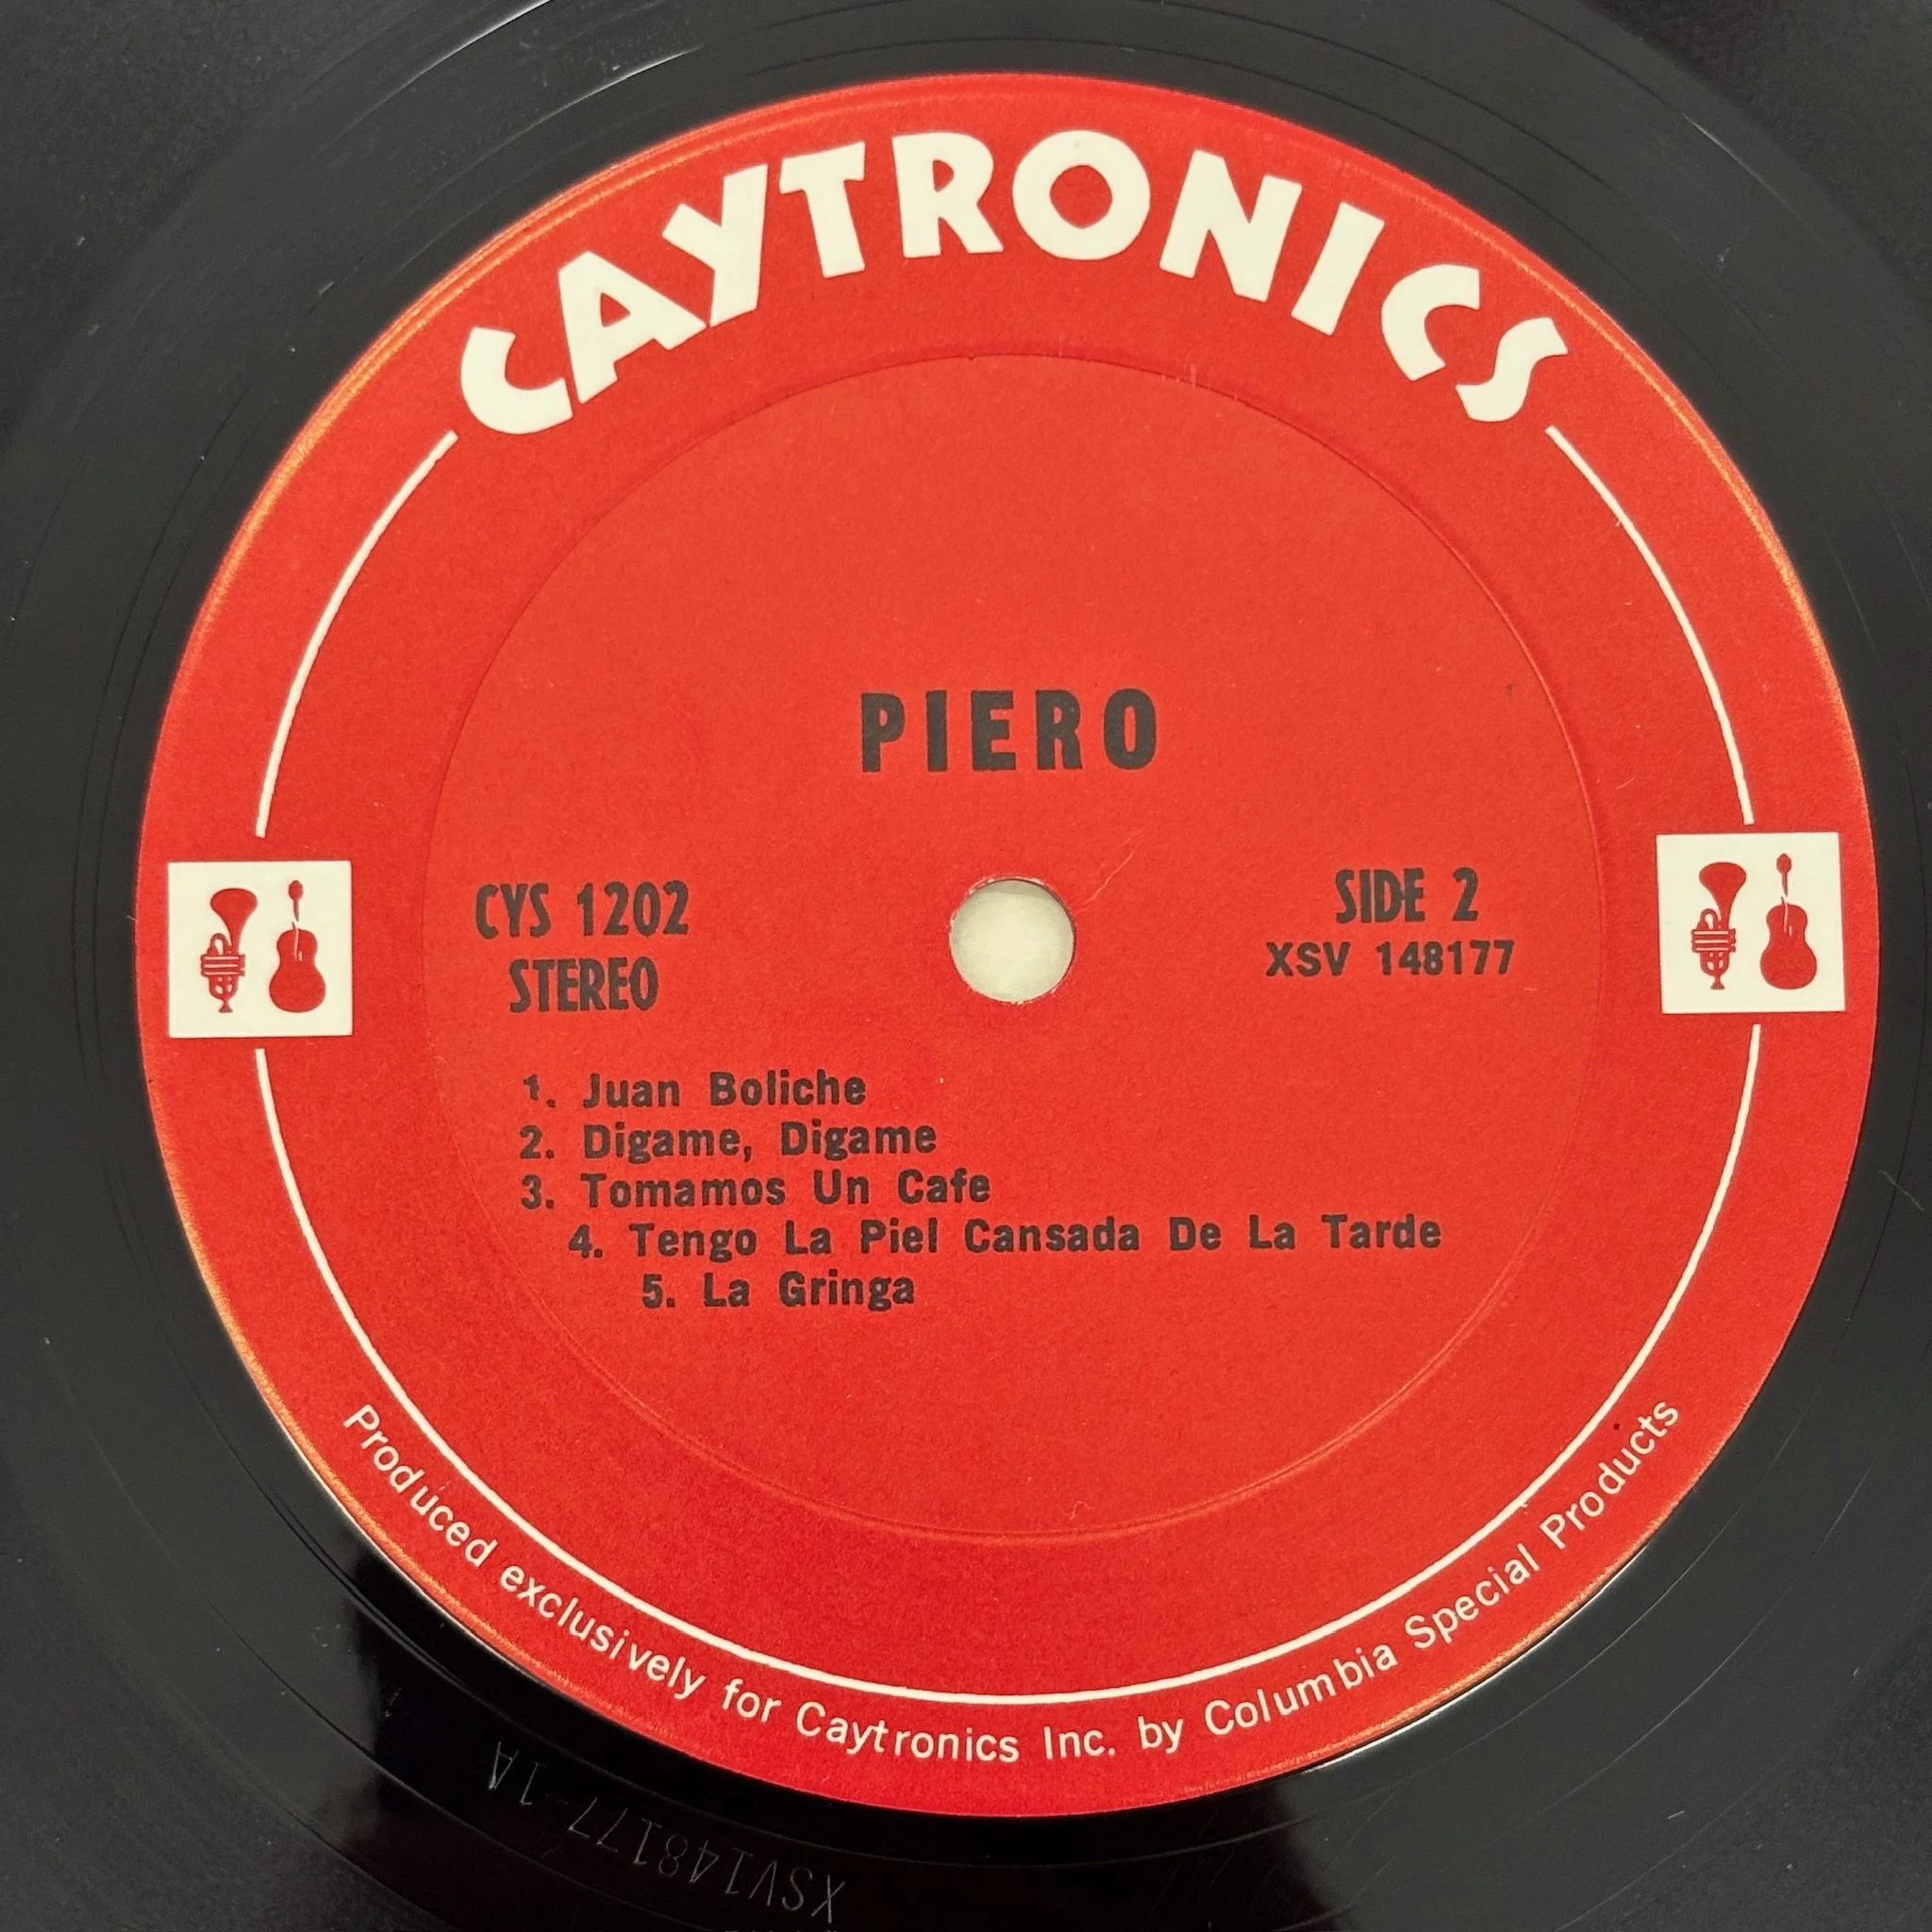 CAYTRONICS
PIERO
CYS 1202
STEREO
SIDE 2
XSV 148177
1. Juan Boliche
2. Digame, Digame
3. Tomamos Un Cafe
4. Tengo La Piel Cansada De La Tarde
5. La Gringa
Produced exclusively for Caytronics Inc. by Columbia Special Products
XSV148177-1A